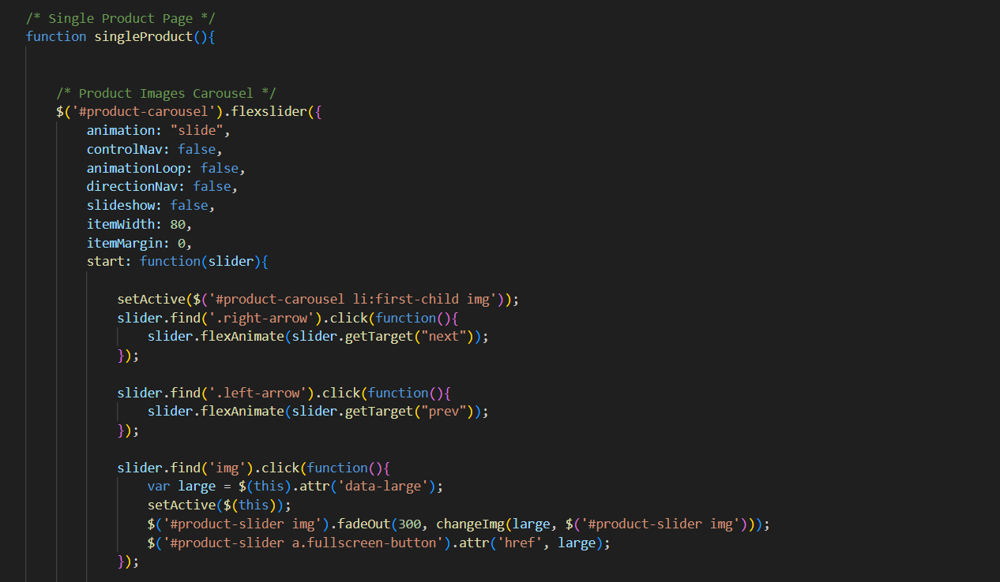 /* Single Product Page */
function singleProduct(){
/* Product Images Carousel */
$('#product-carousel').flexslider({
animation: "slide",
controlNav: false,
animationLoop: false,
directionNav: false,
slideshow: false,
itemWidth: 80,
itemMargin: 0,
start: function(slider){
setActive($('#product-carousel li:first-child img'));
slider.find('.right-arrow').click(function(){
slider.flexAnimate(slider.getTarget("next"));
});
slider.find('.left-arrow').click(function(){
slider.flexAnimate(slider.getTarget("prev"));
});
slider.find('img').click(function(){
var large = $(this).attr('data-large');
setActive($(this));
$('#product-slider img').fadeOut(300, changeImg(large, $('#product-slider img')));
$('#product-slider a.fullscreen-button').attr('href', large);
});